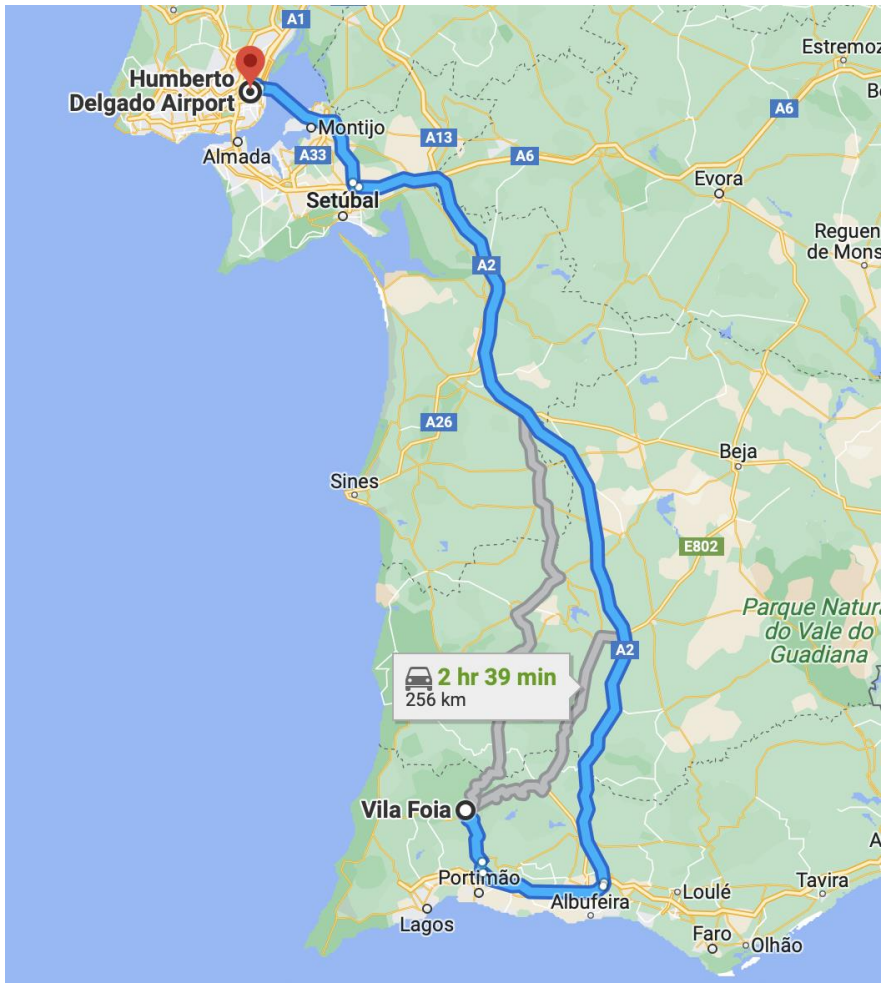 A1
Estremoz
Humberto
Delgado Airport
A6
Montijo
A13
Almada
A33
A6
Evora
Setúbal
Reguen
de Mons
A2
A26
Beja
Sines
E802
Parque Natura
do Vale do
Guadiana
A2
2 hr 39 min
256 km
Vila Foia
Portimão
Loulé
Tavira
Albufeira
Lagos
Faro
Olhão